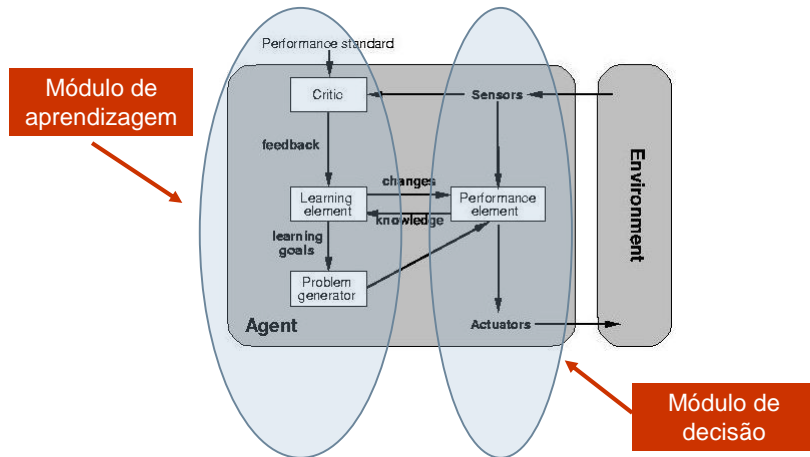 Performance standard
Módulo de
aprendizagem
Critic
Sensors
feedback
changes
Learning
element
Performance
element
knowledge
learning
goals
Problem
generator
Agent
Actuators
Environment
Módulo de
decisão